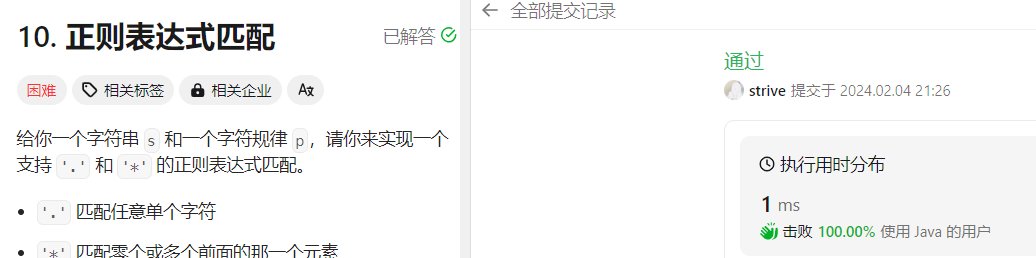 10. 正则表达式匹配
已解答
困难
相关标签
相关企业
给你一个字符串 s 和一个字符规律 p，请你来实现一个
支持 '.' 和 '*' 的正则表达式匹配。
'.' 匹配任意单个字符
'*' 匹配零个或多个前面的那一个元素
全部提交记录
通过
strive 提交于 2024.02.04 21:26
执行用时分布
1 ms
击败 100.00% 使用 Java 的用户